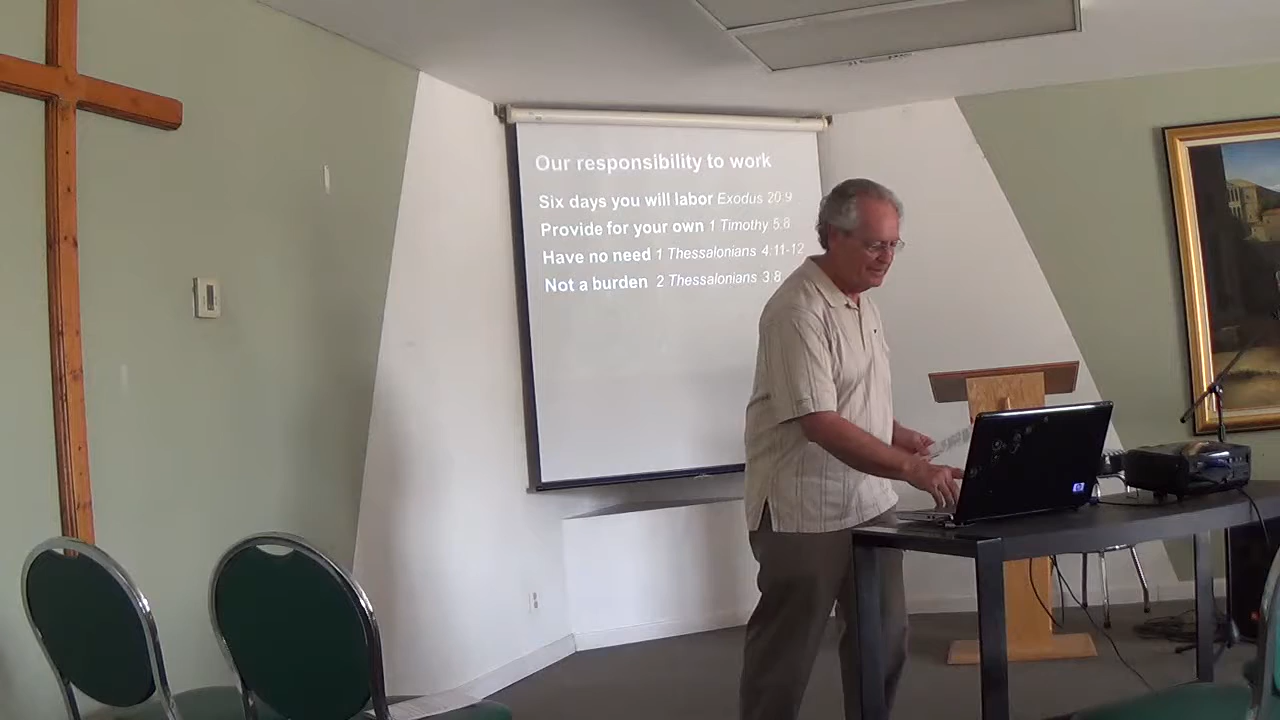 Our responsibility to work
Six days you will labor Exodus 20:9
Provide for your own 1 Timothy 5:8
Have no need 1 Thessalonians 4:11-12
Not a burden 2 Thessalonians 3:8
hp